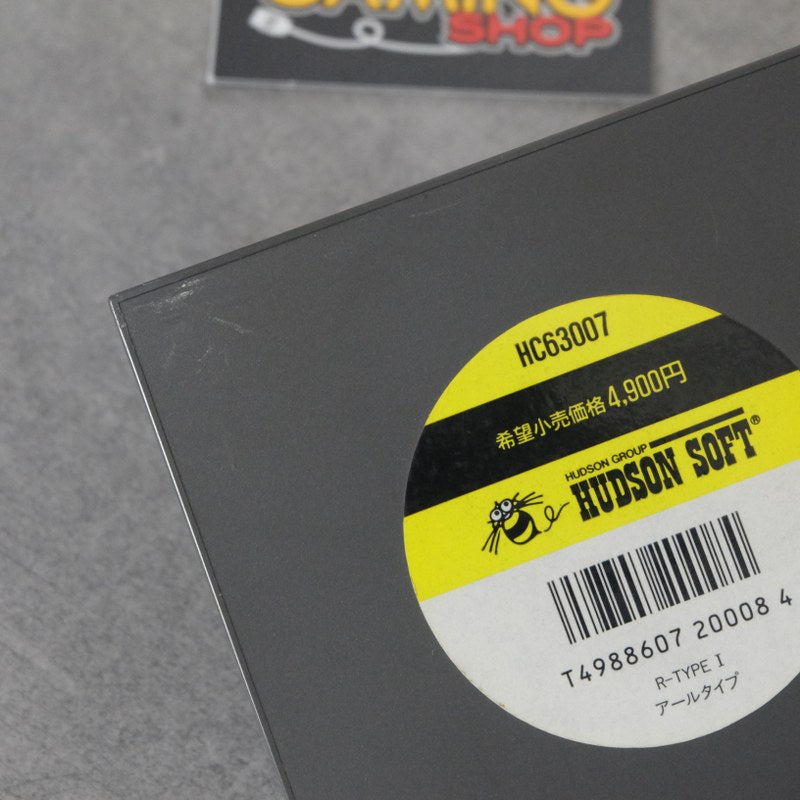 GAMING
SHOP
HC63007
希望小売価格4,900円
HUDSON GROUP
HUDSON SOFT®
T4988607 20008 4
R-TYPE I
アールタイプ